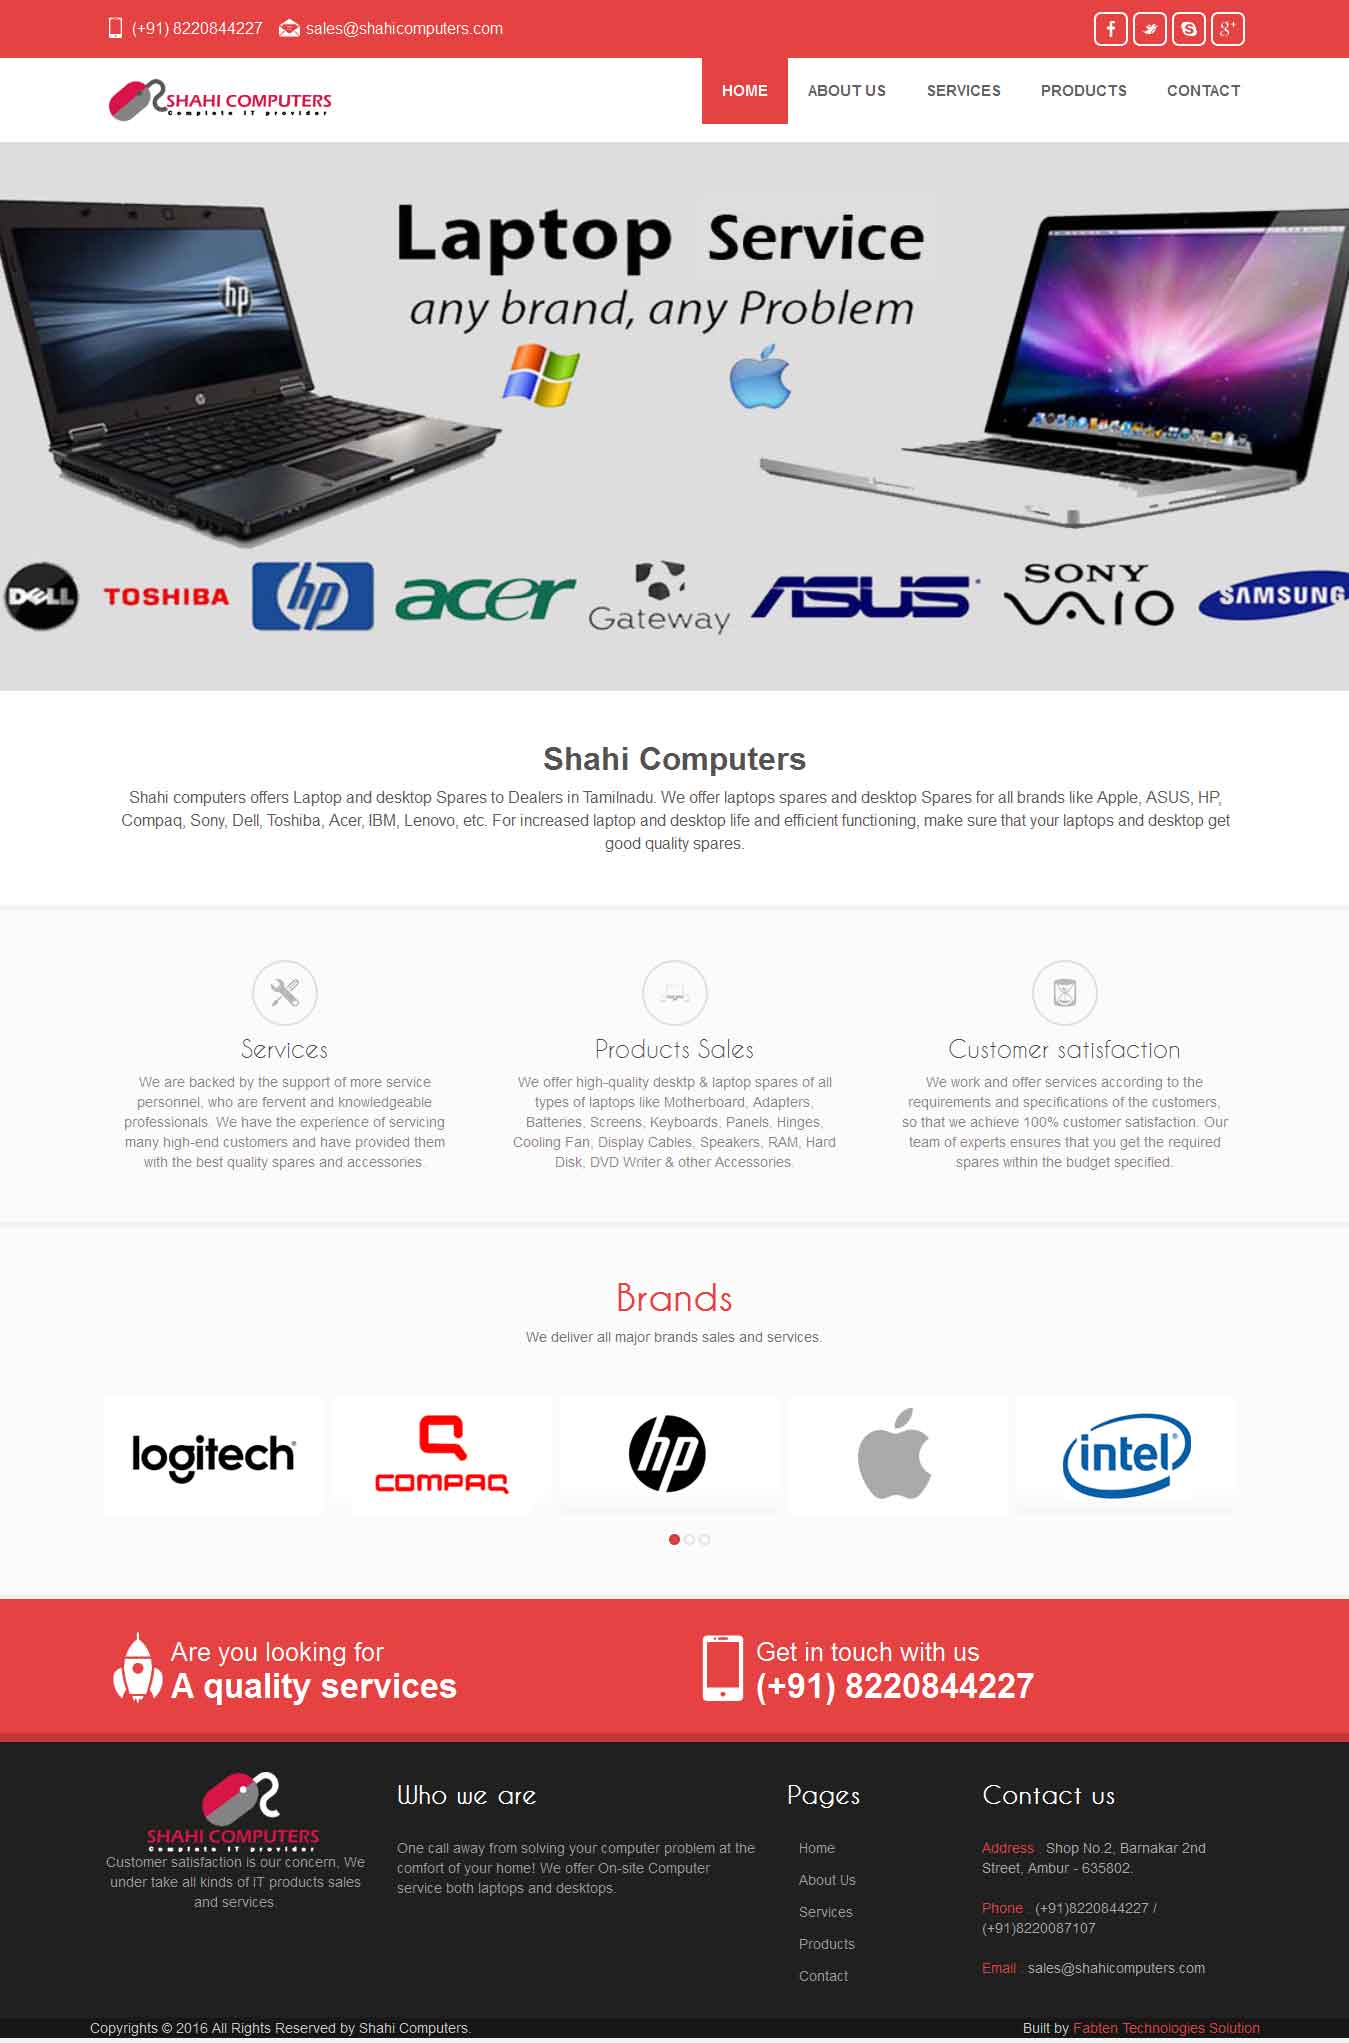 (+91) 8220844227 sales@shahicomputers.com
SHAHI COMPUTERS
Complete IT provider
HOME ABOUT US SERVICES PRODUCTS CONTACT
Laptop Service
any brand, any Problem
hp
DELL TOSHIBA hp acer Gateway ASUS SONY VAIO SAMSUNG
Shahi Computers
Shahi computers offers Laptop and desktop Spares to Dealers in Tamilnadu. We offer laptops spares and desktop Spares for all brands like Apple, ASUS, HP,
Compaq, Sony, Dell, Toshiba, Acer, IBM, Lenovo, etc. For increased laptop and desktop life and efficient functioning, make sure that your laptops and desktop get
good quality spares.
Services
We are backed by the support of more service
personnel, who are fervent and knowledgeable
professionals. We have the experience of servicing
many high-end customers and have provided them
with the best quality spares and accessories.
Products Sales
We offer high-quality desktp & laptop spares of all
types of laptops like Motherboard, Adapters,
Batteries, Screens, Keyboards, Panels, Hinges,
Cooling Fan, Display Cables, Speakers, RAM, Hard
Disk, DVD Writer & other Accessories.
Customer satisfaction
We work and offer services according to the
requirements and specifications of the customers,
so that we achieve 100% customer satisfaction. Our
team of experts ensures that you get the required
spares within the budget specified.
Brands
We deliver all major brands sales and services.
logitech COMPAQ hp intel
Are you looking for
A quality services
Get in touch with us
(+91) 8220844227
SHAHI COMPUTERS
Complete IT provider
Customer satisfaction is our concern, We
under take all kinds of IT products sales
and services.
Who we are
One call away from solving your computer problem at the
comfort of your home! We offer On-site Computer
service both laptops and desktops.
Pages
Home
About Us
Services
Products
Contact
Contact us
Address : Shop No.2, Barnakar 2nd
Street, Ambur - 635802.
Phone : (+91)8220844227 /
(+91)8220087107
Email : sales@shahicomputers.com
Copyrights © 2016 All Rights Reserved by Shahi Computers.
Built by Fabten Technologies Solution